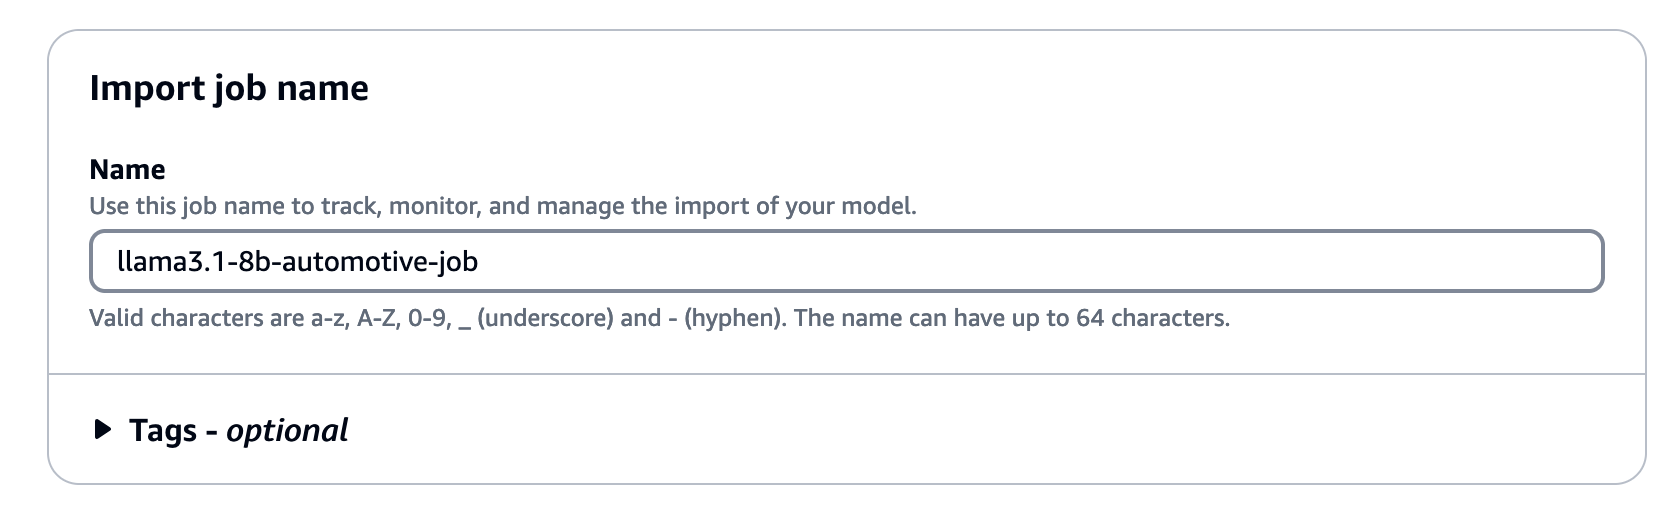 Import job name
Name
Use this job name to track, monitor, and manage the import of your model.
llama3.1-8b-automotive-job
Valid characters are a-z, A-Z, 0-9, _ (underscore) and - (hyphen). The name can have up to 64 characters.
Tags - optional